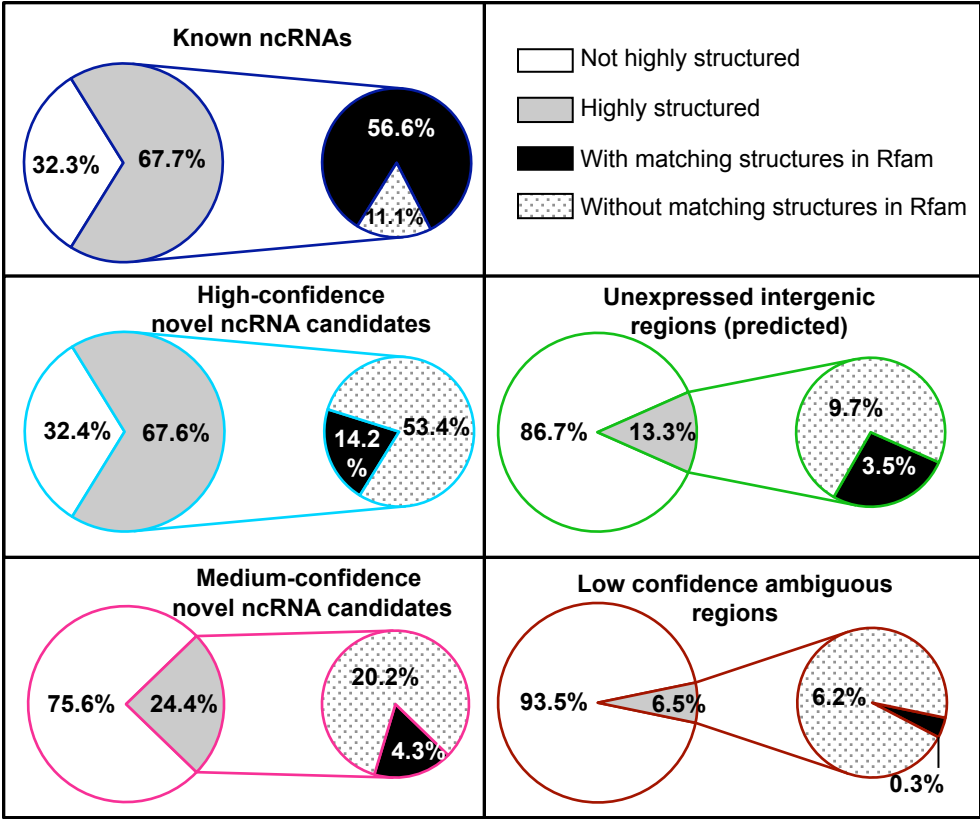 Known ncRNAs
32.3%
67.7%
56.6%
11.1%
Not highly structured
Highly structured
With matching structures in Rfam
Without matching structures in Rfam
High-confidence
novel ncRNA candidates
32.4%
67.6%
14.2
%
53.4%
Unexpressed intergenic
regions (predicted)
86.7%
13.3%
9.7%
3.5%
Medium-confidence
novel ncRNA candidates
75.6%
24.4%
20.2%
4.3%
Low confidence ambiguous
regions
93.5%
6.5%
6.2%
0.3%